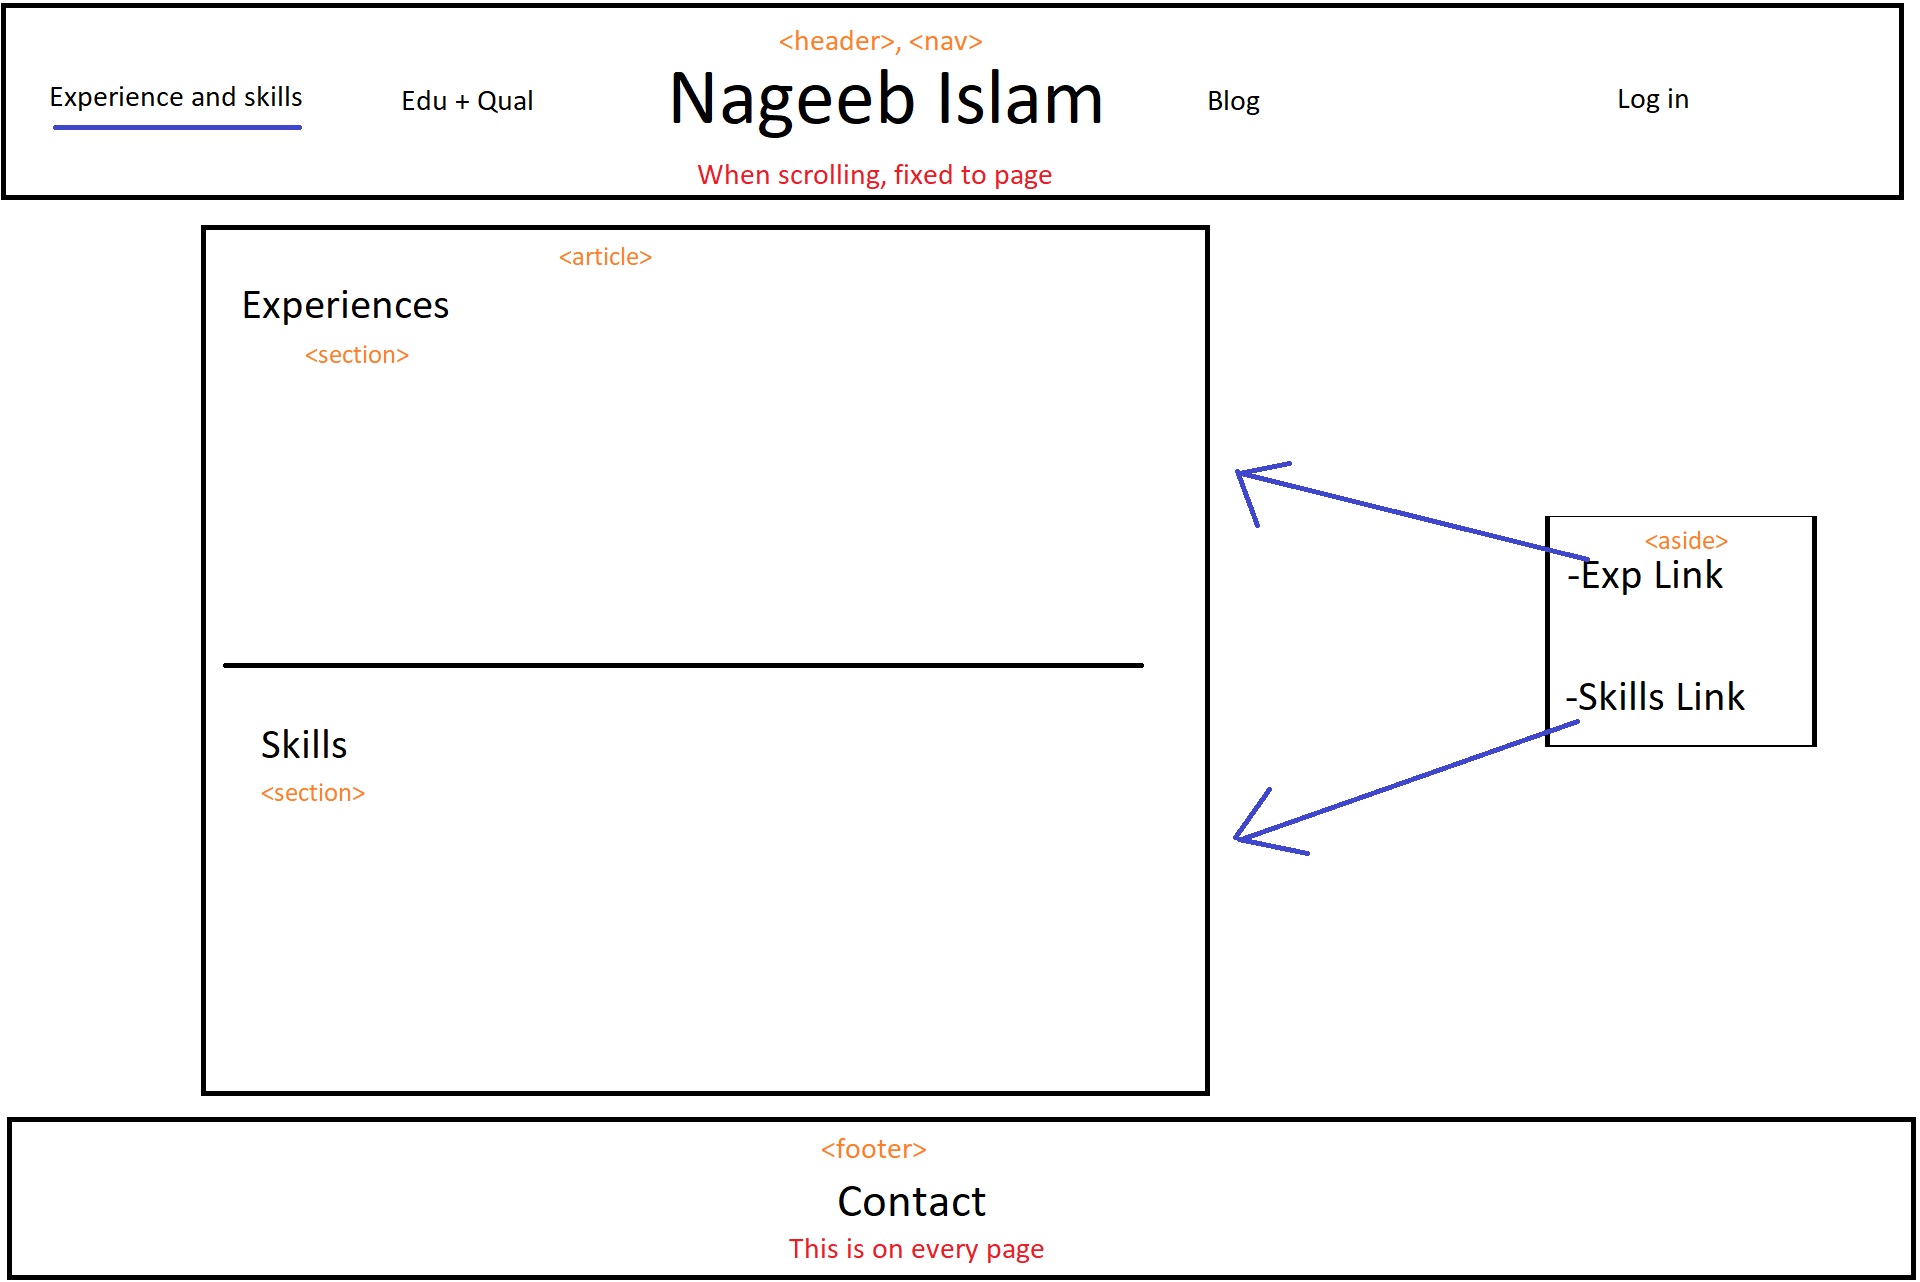 <header>, <nav>
Experience and skills
Edu + Qual
Nageeb Islam
Blog
Log in
When scrolling, fixed to page
<article>
Experiences
<section>
<aside>
-Exp Link
-Skills Link
Skills
<section>
<footer>
Contact
This is on every page